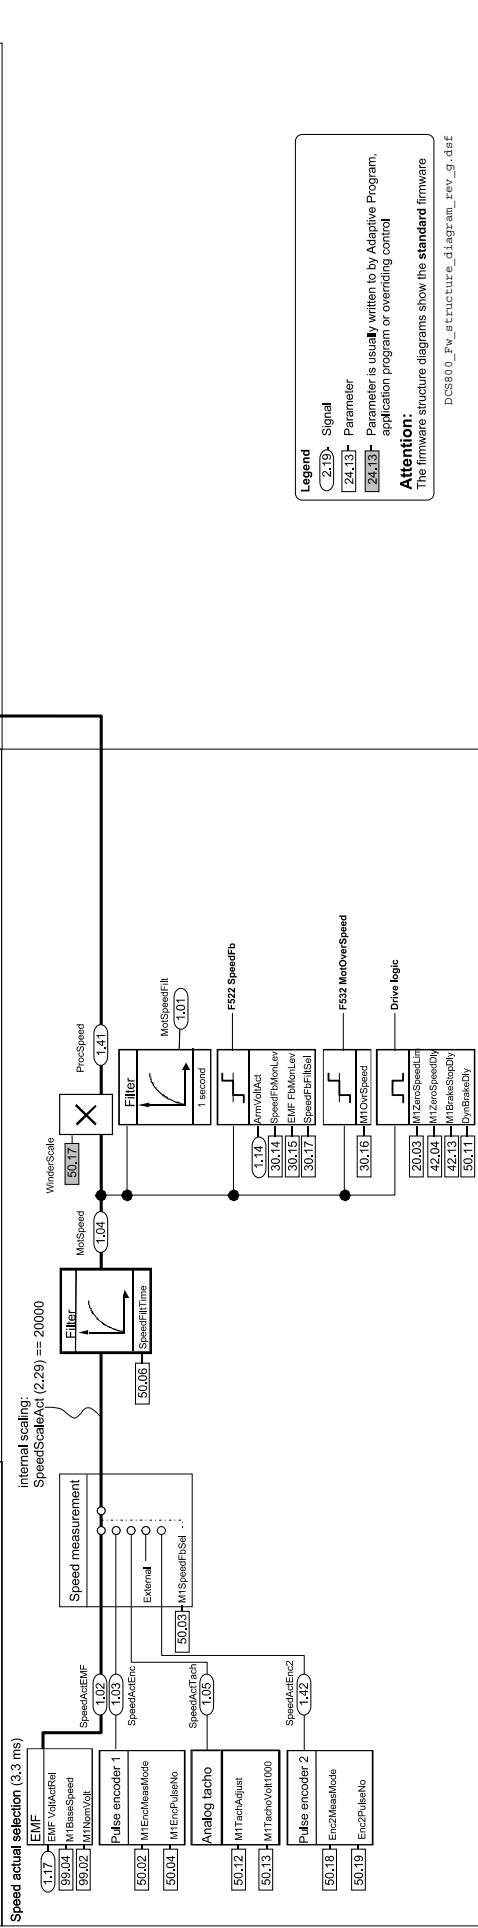 Speed actual selection (3.3 ms)
EMF
1.17 EMF VoltActRel
99.04 M1BaseSpeed
99.02 M1NomVolt
SpeedActEMF
1.02
Pulse encoder 1
50.02 M1EncMeasMode
50.04 M1EncPulseNo
1.03
SpeedActEnc
Analog tacho
50.12 M1TachAdjust
50.13 M1TachoVolt1000
SpeedActTach
1.05
Pulse encoder 2
50.18 Enc2MeasMode
50.19 Enc2PulseNo
SpeedActEnc2
1.42
Speed measurement
External
50.03 M1SpeedFbSel
internal scaling:
SpeedScaleAct (2.29) == 20000
Filter
50.06 SpeedFiltTime
MotSpeed
1.04
WinderScale
50.17
ProcSpeed
1.41
Filter
1 second
MotSpeedFilt
1.01
F522 SpeedFb
1.14 ArmVoltAct
30.14 SpeedFbMonLev
30.15 EMF FbMonLev
30.17 SpeedFbFltSel
F532 MotOverSpeed
30.16 M1OvrSpeed
Drive logic
20.03 M1ZeroSpeedLim
42.04 M1ZeroSpeedDly
42.13 M1BrakeStopDly
50.11 DynBrakeDly
Legend
2.19 Signal
24.13 Parameter
24.13 Parameter is usually written to by Adaptive Program,
application program or overriding control
Attention:
The firmware structure diagrams show the standard firmware
DCS800_Fw_structure_diagram_rev_g.dsf